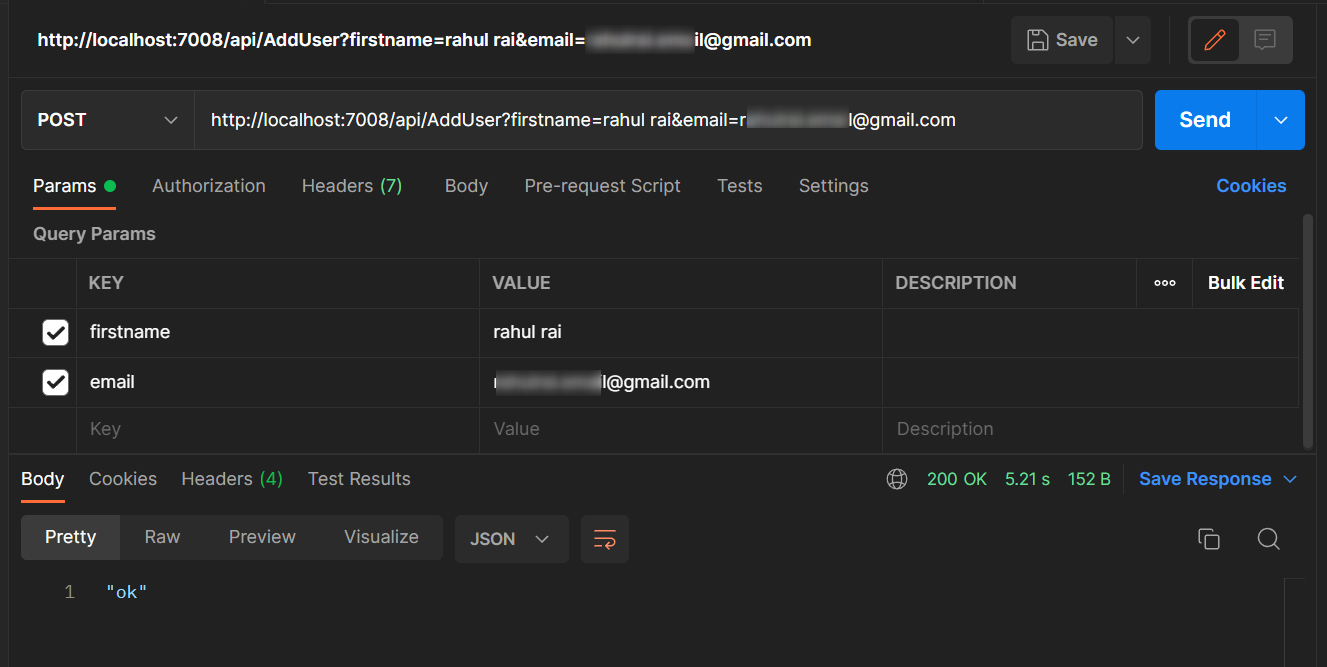 http://localhost:7008/api/AddUser?firstname=rahul rai&email= il@gmail.com
Save
POST
http://localhost:7008/api/AddUser?firstname=rahul rai&email=r l@gmail.com
Send
Params Authorization Headers (7) Body Pre-request Script Tests Settings Cookies
Query Params
KEY VALUE DESCRIPTION ooo Bulk Edit
firstname rahul rai
email l@gmail.com
Key Value Description
Body Cookies Headers (4) Test Results 200 OK 5.21 s 152 B Save Response
Pretty Raw Preview Visualize JSON
1 "ok"